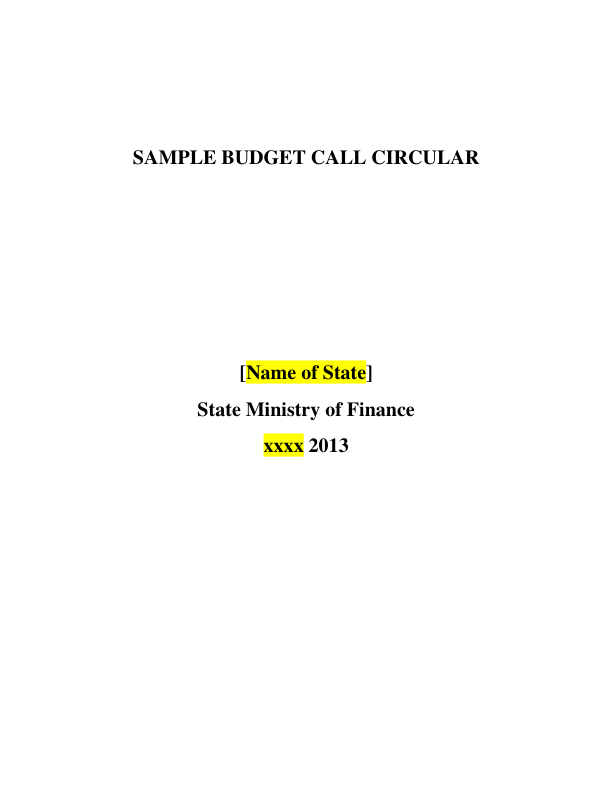 SAMPLE BUDGET CALL CIRCULAR
[Name of State]
State Ministry of Finance
xxxx 2013